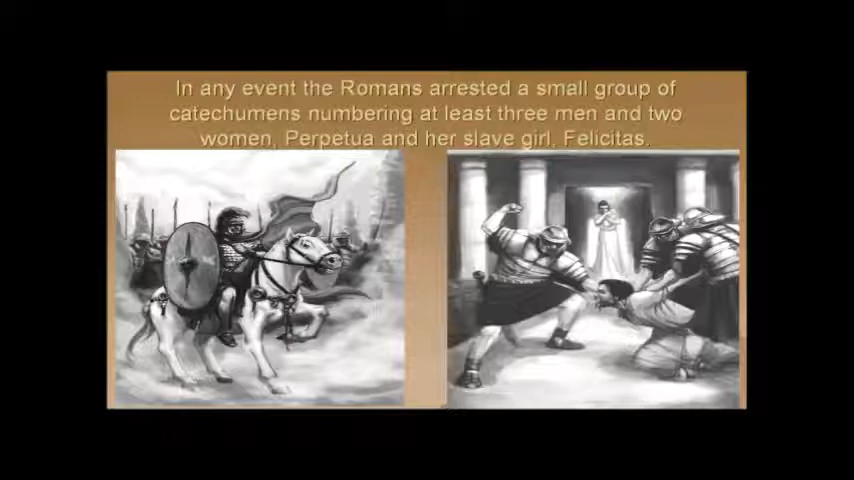 In any event the Romans arrested a small group of
catechumens numbering at least three men and two
women, Perpetua and her slave girl, Felicitas.